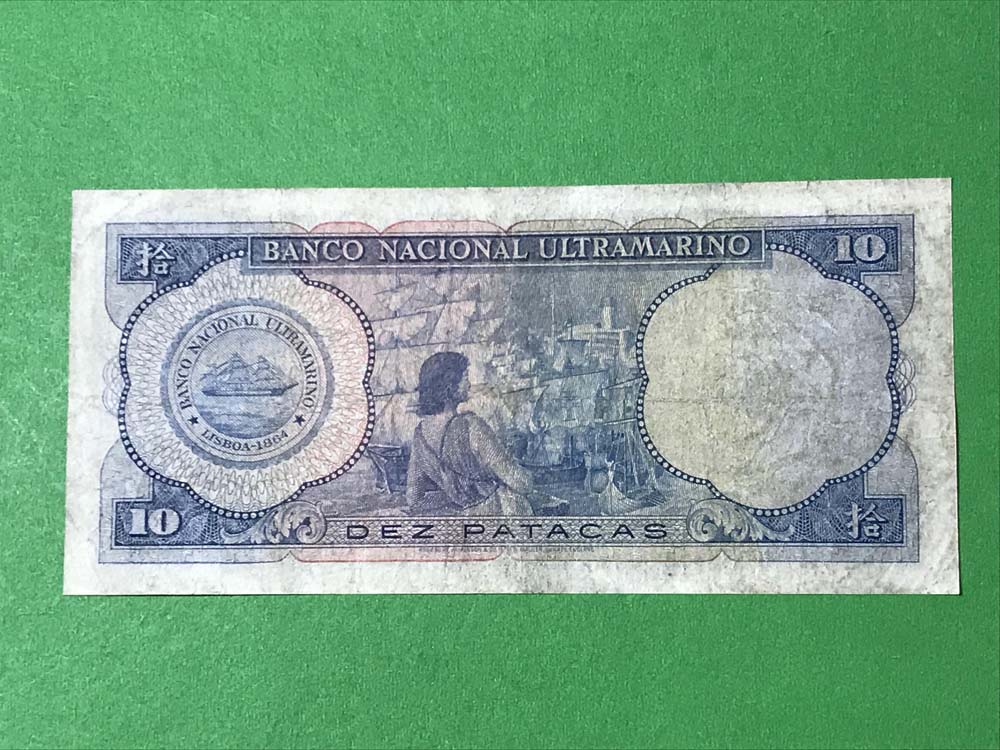 拾
BANCO NACIONAL ULTRAMARINO
10
BANCO NACIONAL ULTRAMARINO
★ LISBOA-1864 ★
10
DEZ PATACAS
拾